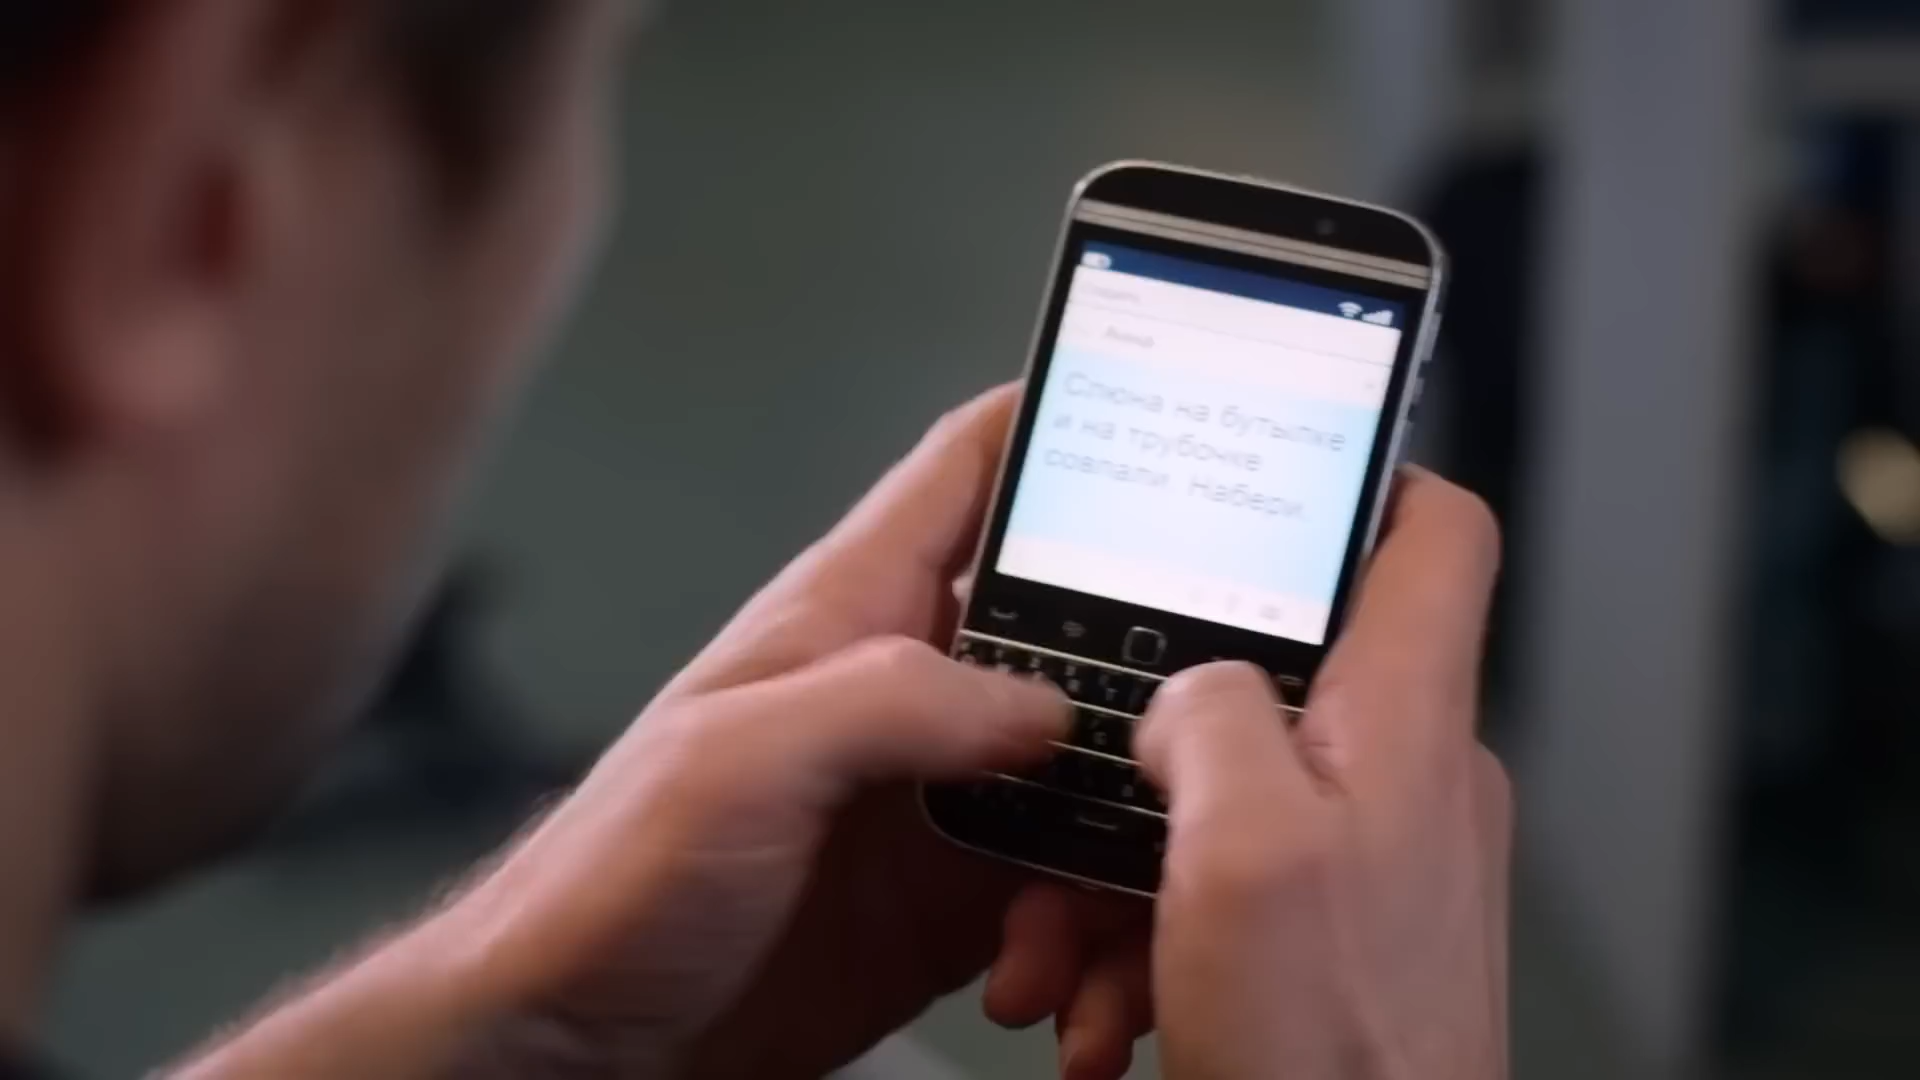 Слюна на бутылке
и на трубочке
совпали. Набери.